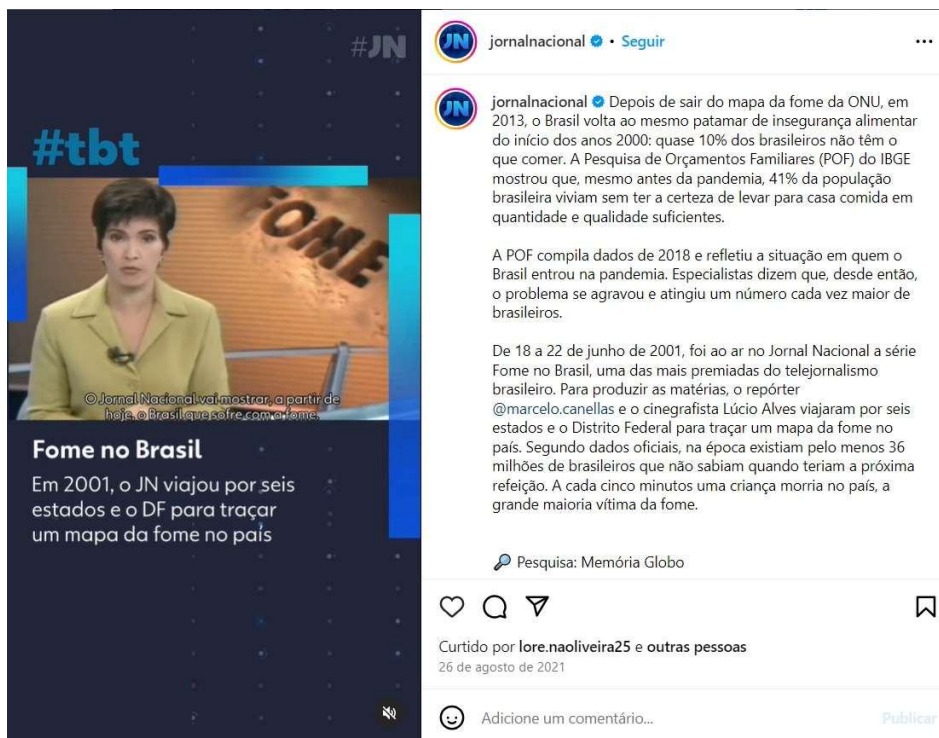 #JN
#tbt
FOME
O Jornal Nacional vai mostrar, a partir de
hoje, o Brasil que sofre com a fome.
Fome no Brasil
Em 2001, o JN viajou por seis
estados e o DF para traçar
um mapa da fome no país
JN
jornalnacional • Seguir
JN
jornalnacional Depois de sair do mapa da fome da ONU, em
2013, o Brasil volta ao mesmo patamar de insegurança alimentar
do início dos anos 2000: quase 10% dos brasileiros não têm o
que comer. A Pesquisa de Orçamentos Familiares (POF) do IBGE
mostrou que, mesmo antes da pandemia, 41% da população
brasileira viviam sem ter a certeza de levar para casa comida em
quantidade e qualidade suficientes.
A POF compila dados de 2018 e refletiu a situação em quem o
Brasil entrou na pandemia. Especialistas dizem que, desde então,
o problema se agravou e atingiu um número cada vez maior de
brasileiros.
De 18 a 22 de junho de 2001, foi ao ar no Jornal Nacional a série
Fome no Brasil, uma das mais premiadas do telejornalismo
brasileiro. Para produzir as matérias, o repórter
@marcelo.canellas e o cinegrafista Lúcio Alves viajaram por seis
estados e o Distrito Federal para traçar um mapa da fome no
país. Segundo dados oficiais, na época existiam pelo menos 36
milhões de brasileiros que não sabiam quando teriam a próxima
refeição. A cada cinco minutos uma criança morria no país, a
grande maioria vítima da fome.
🔎 Pesquisa: Memória Globo
Curtido por lore.naoliveira25 e outras pessoas
26 de agosto de 2021
Adicione um comentário...
Publicar